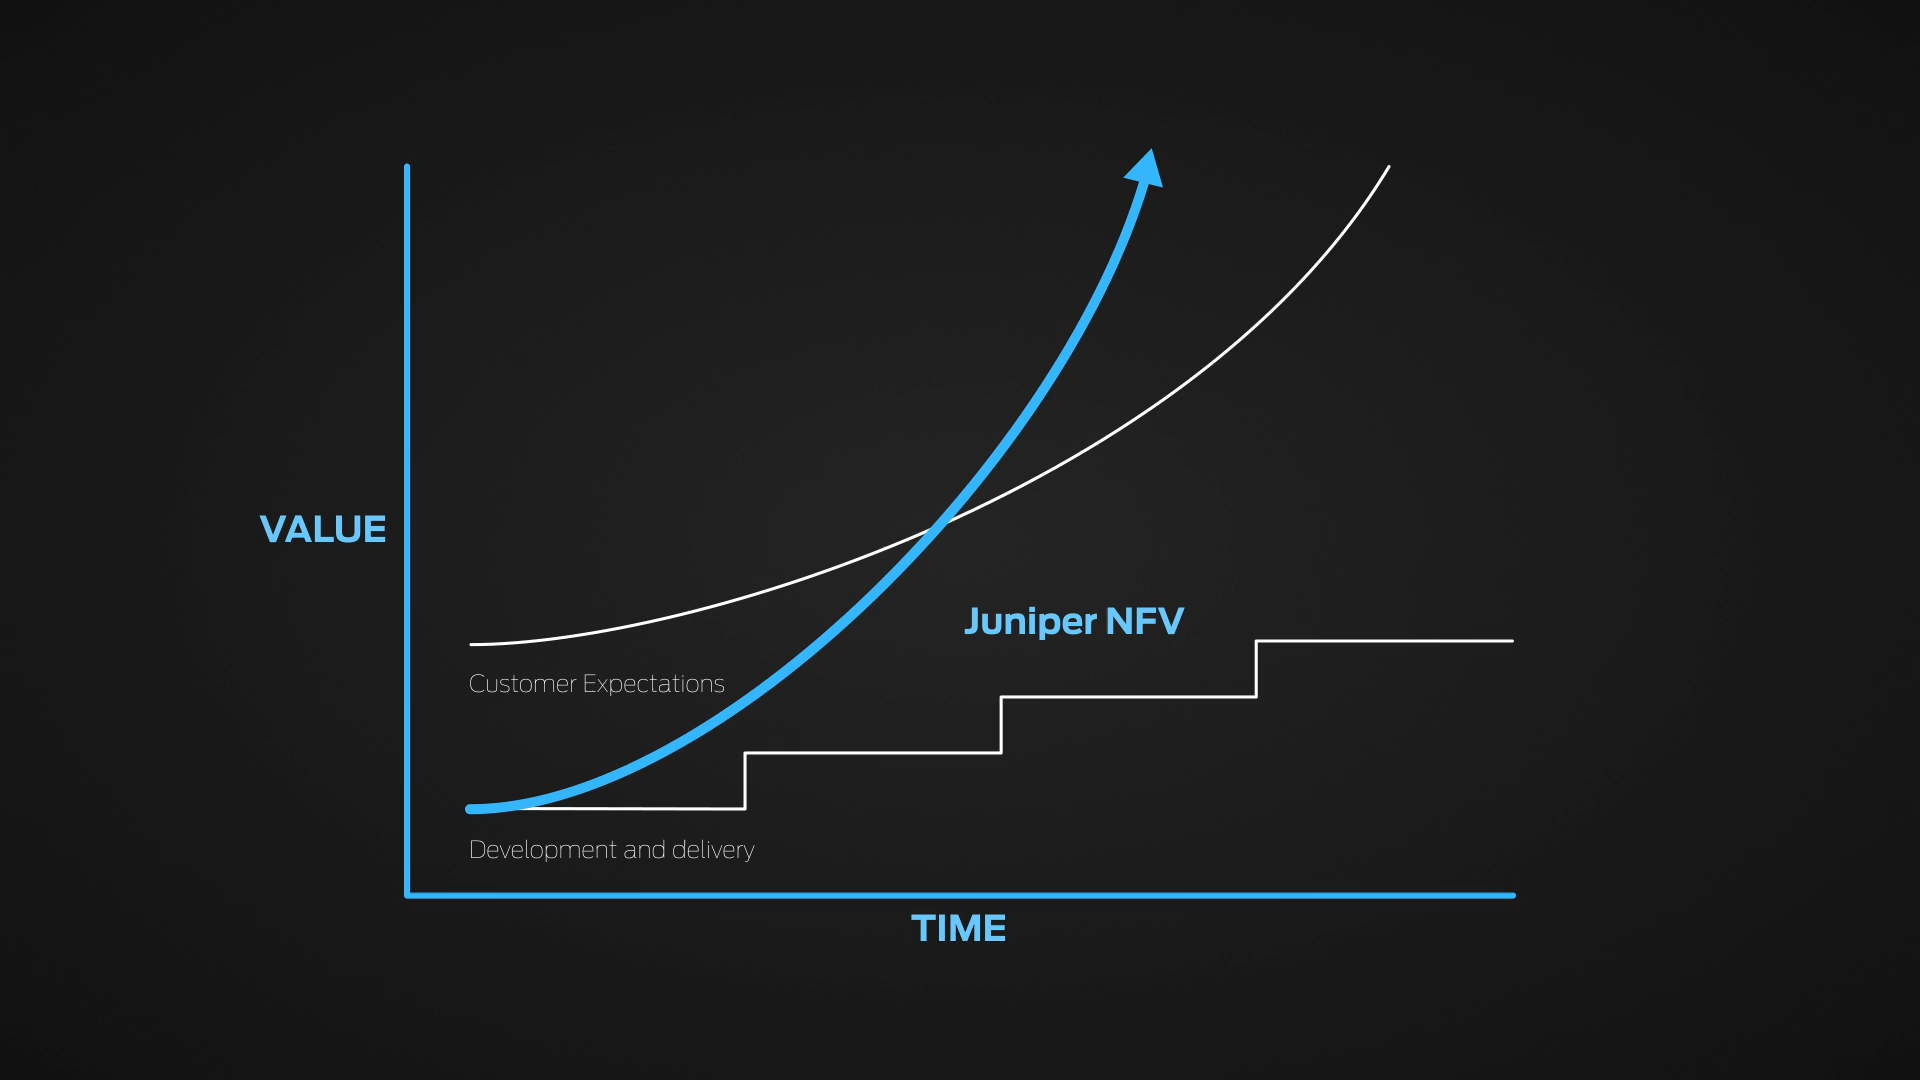 VALUE
Juniper NFV
Customer Expectations
Development and delivery
TIME